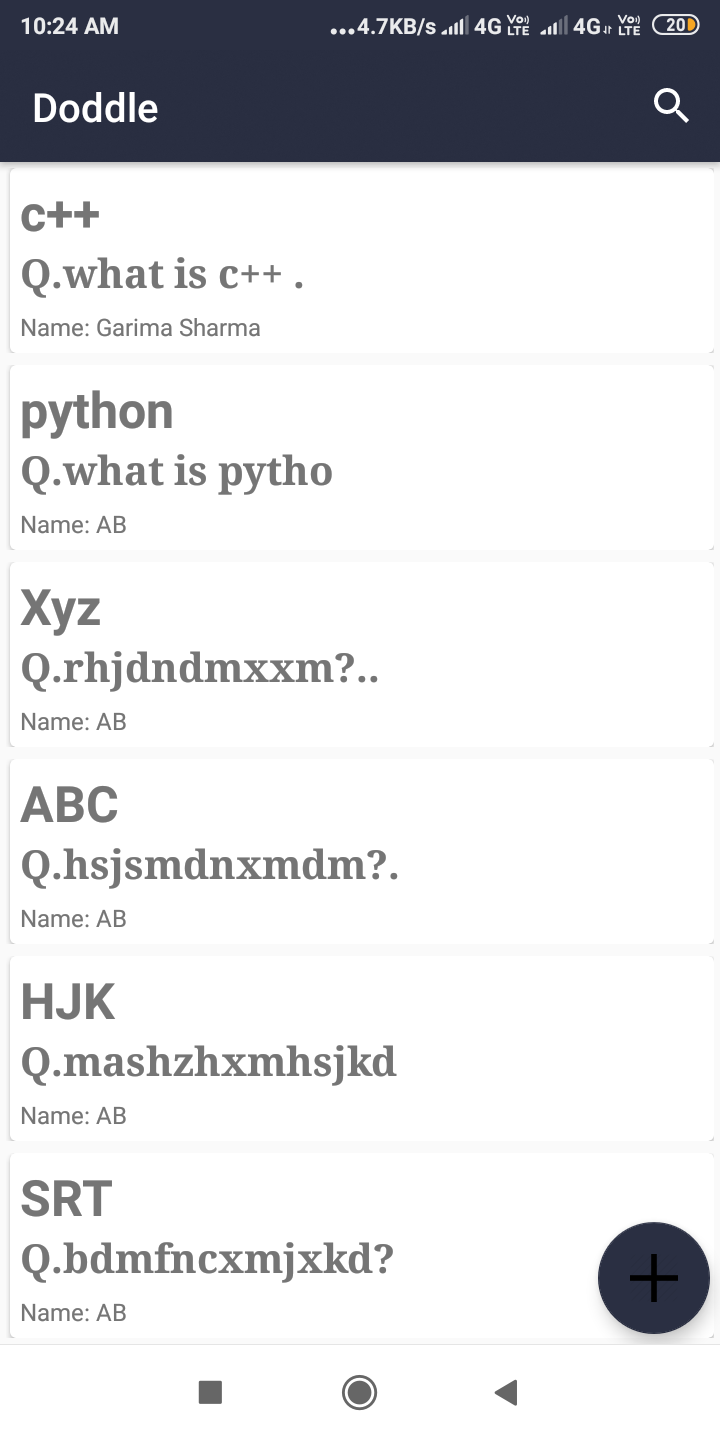 10:24 AM ...4.7KB/s 4G Vo)) LTE 4G Vo)) LTE 20
Doddle
c++
Q.what is c++ .
Name: Garima Sharma
python
Q.what is pytho
Name: AB
Xyz
Q.rhjdndmxxm?..
Name: AB
ABC
Q.hsjsmdnxmdm?.
Name: AB
HJK
Q.mashzhxmhsjkd
Name: AB
SRT
Q.bdmfncxmjxkd?
Name: AB